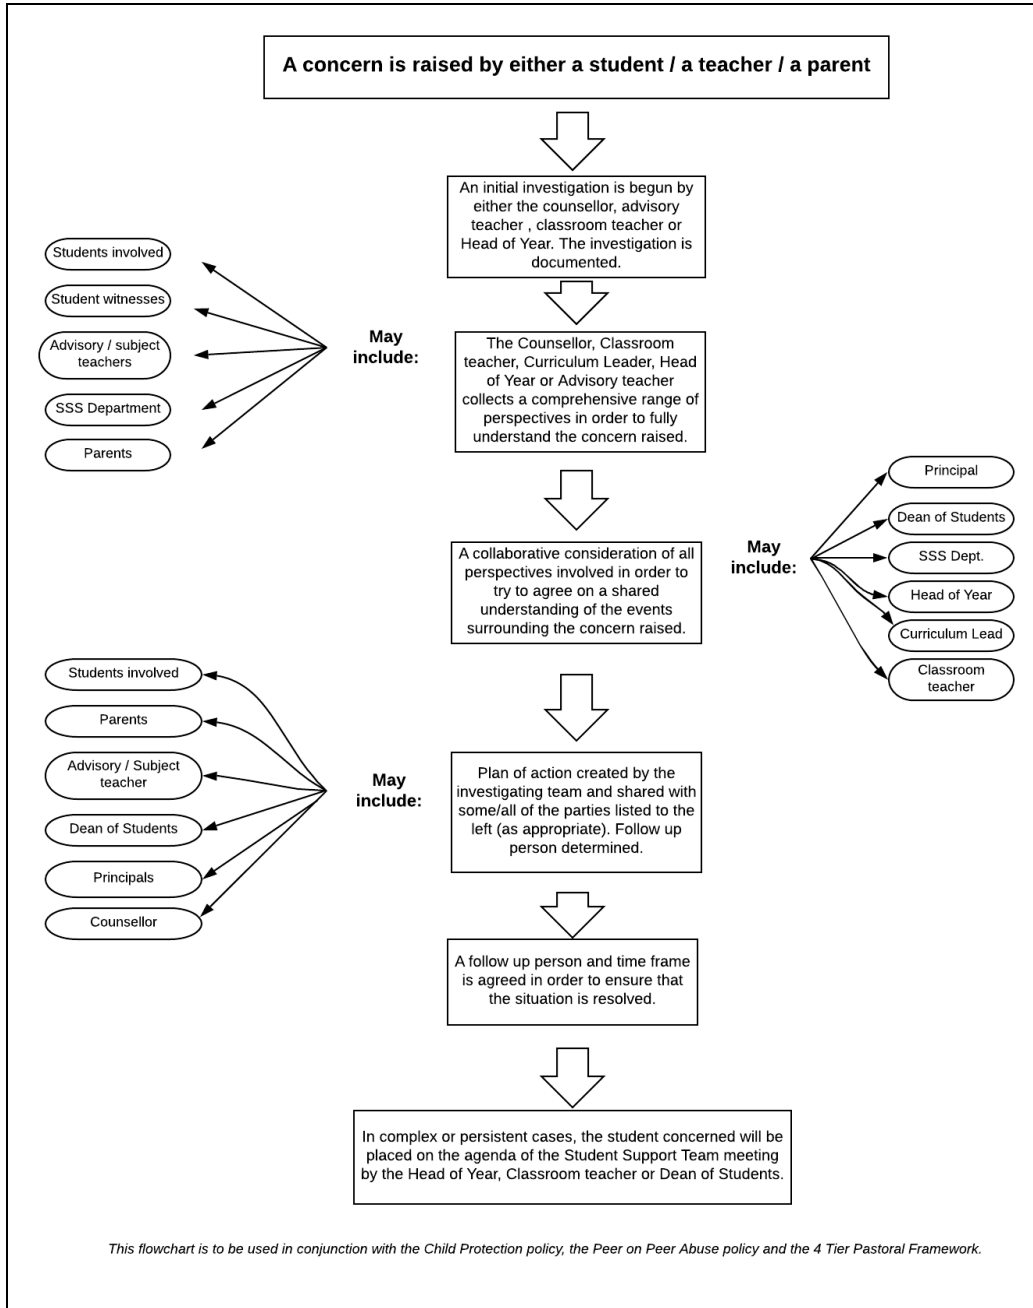 A concern is raised by either a student / a teacher / a parent
An initial investigation is begun by
either the counsellor, advisory
teacher , classroom teacher or
Head of Year. The investigation is
documented.
Students involved
Student witnesses
Advisory / subject
teachers
SSS Department
Parents
May
include:
The Counsellor, Classroom
teacher, Curriculum Leader, Head
of Year or Advisory teacher
collects a comprehensive range of
perspectives in order to fully
understand the concern raised.
A collaborative consideration of all
perspectives involved in order to
try to agree on a shared
understanding of the events
surrounding the concern raised.
May
include:
Principal
Dean of Students
SSS Dept.
Head of Year
Curriculum Lead
Classroom
teacher
Students involved
Parents
Advisory / Subject
teacher
Dean of Students
Principals
Counsellor
May
include:
Plan of action created by the
investigating team and shared with
some/all of the parties listed to the
left (as appropriate). Follow up
person determined.
A follow up person and time frame
is agreed in order to ensure that
the situation is resolved.
In complex or persistent cases, the student concerned will be
placed on the agenda of the Student Support Team meeting
by the Head of Year, Classroom teacher or Dean of Students.
This flowchart is to be used in conjunction with the Child Protection policy, the Peer on Peer Abuse policy and the 4 Tier Pastoral Framework.